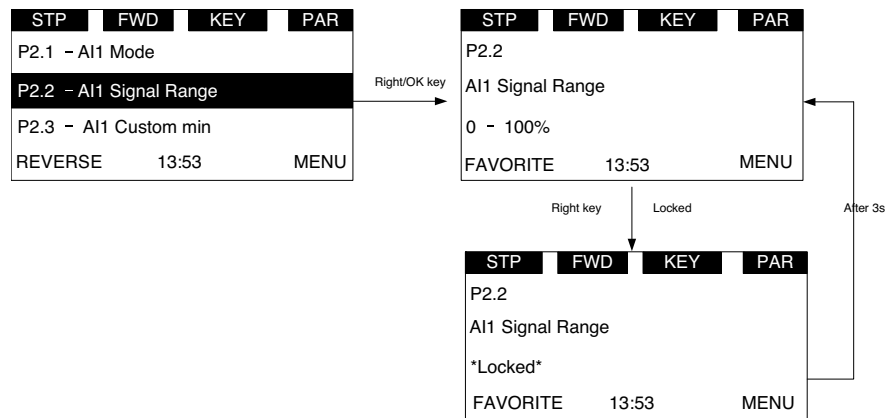 STP FWD KEY PAR
P2.1 - AI1 Mode
P2.2 - AI1 Signal Range
P2.3 - AI1 Custom min
REVERSE 13:53 MENU
Right/OK key
STP FWD KEY PAR
P2.2
AI1 Signal Range
0 - 100%
FAVORITE 13:53 MENU
Right key Locked
After 3s
STP FWD KEY PAR
P2.2
AI1 Signal Range
*Locked*
FAVORITE 13:53 MENU